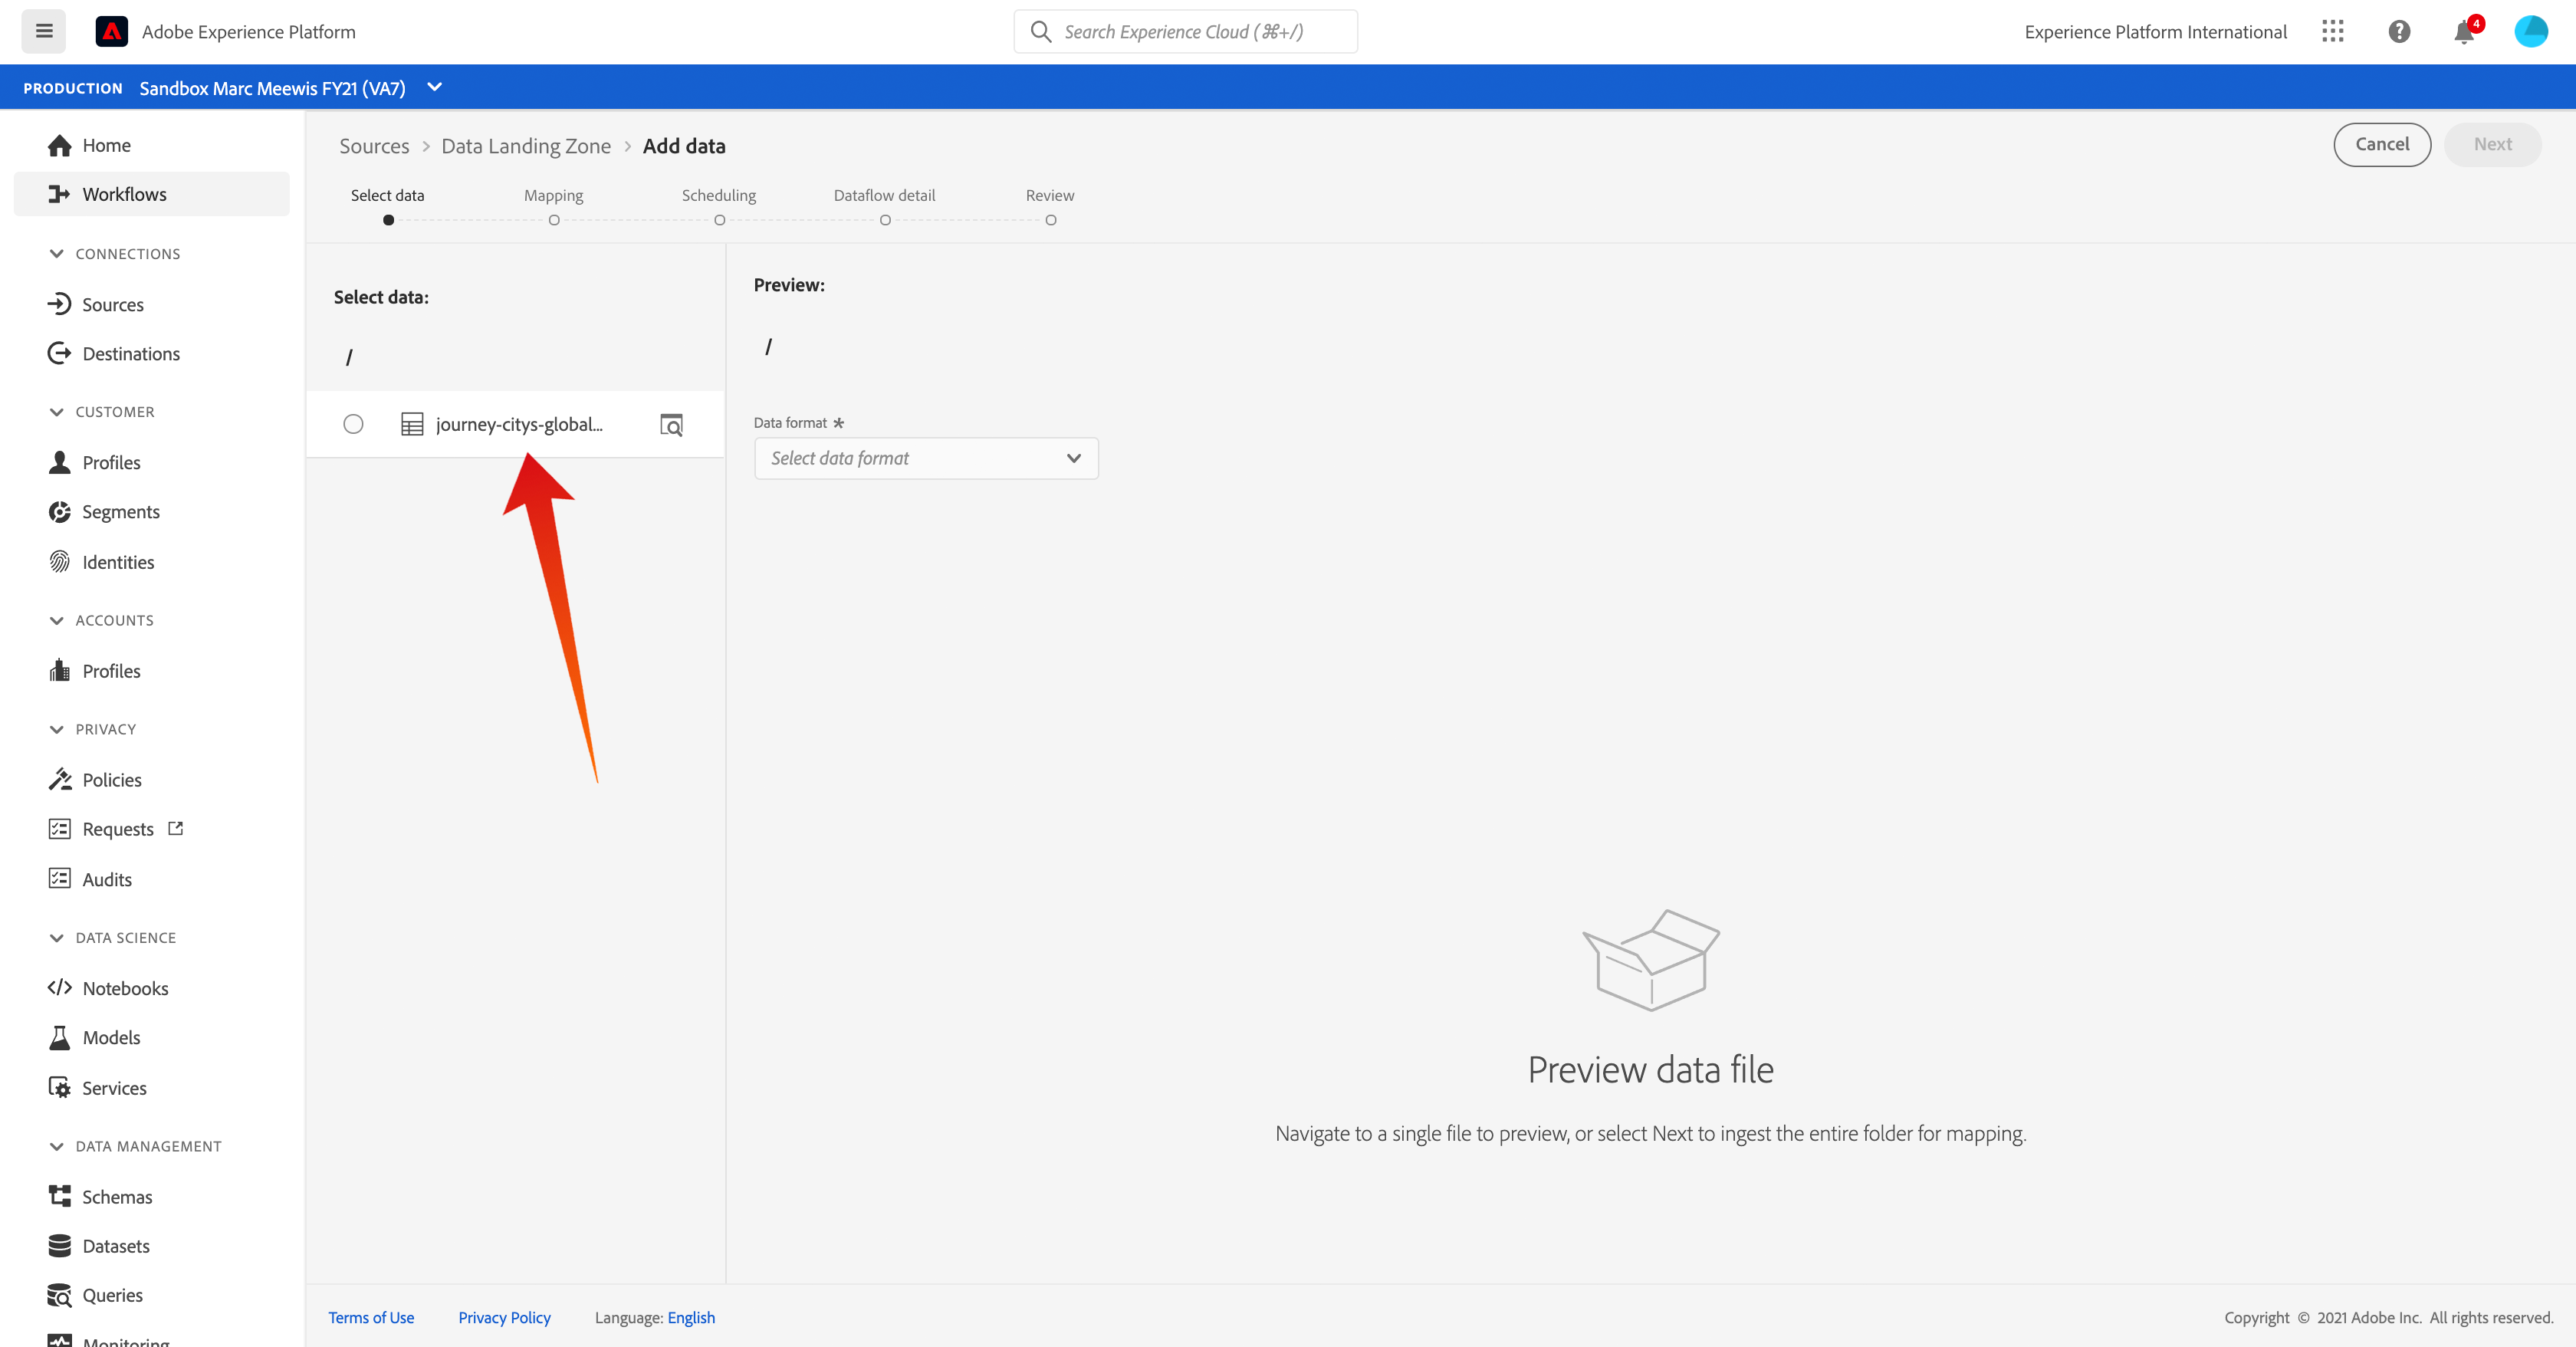 Adobe Experience Platform
Search Experience Cloud (⌘+/)
Experience Platform International
4
PRODUCTION Sandbox Marc Meewis FY21 (VA7)
Home
Workflows
CONNECTIONS
Sources
Destinations
CUSTOMER
Profiles
Segments
Identities
ACCOUNTS
Profiles
PRIVACY
Policies
Requests
Audits
DATA SCIENCE
Notebooks
Models
Services
DATA MANAGEMENT
Schemas
Datasets
Queries
Monitoring
Sources > Data Landing Zone > Add data
Cancel
Next
Select data
Mapping
Scheduling
Dataflow detail
Review
Select data:
/
journey-citys-global...
Preview:
/
Data format *
Select data format
Preview data file
Navigate to a single file to preview, or select Next to ingest the entire folder for mapping.
Terms of Use
Privacy Policy
Language: English
Copyright © 2021 Adobe Inc. All rights reserved.